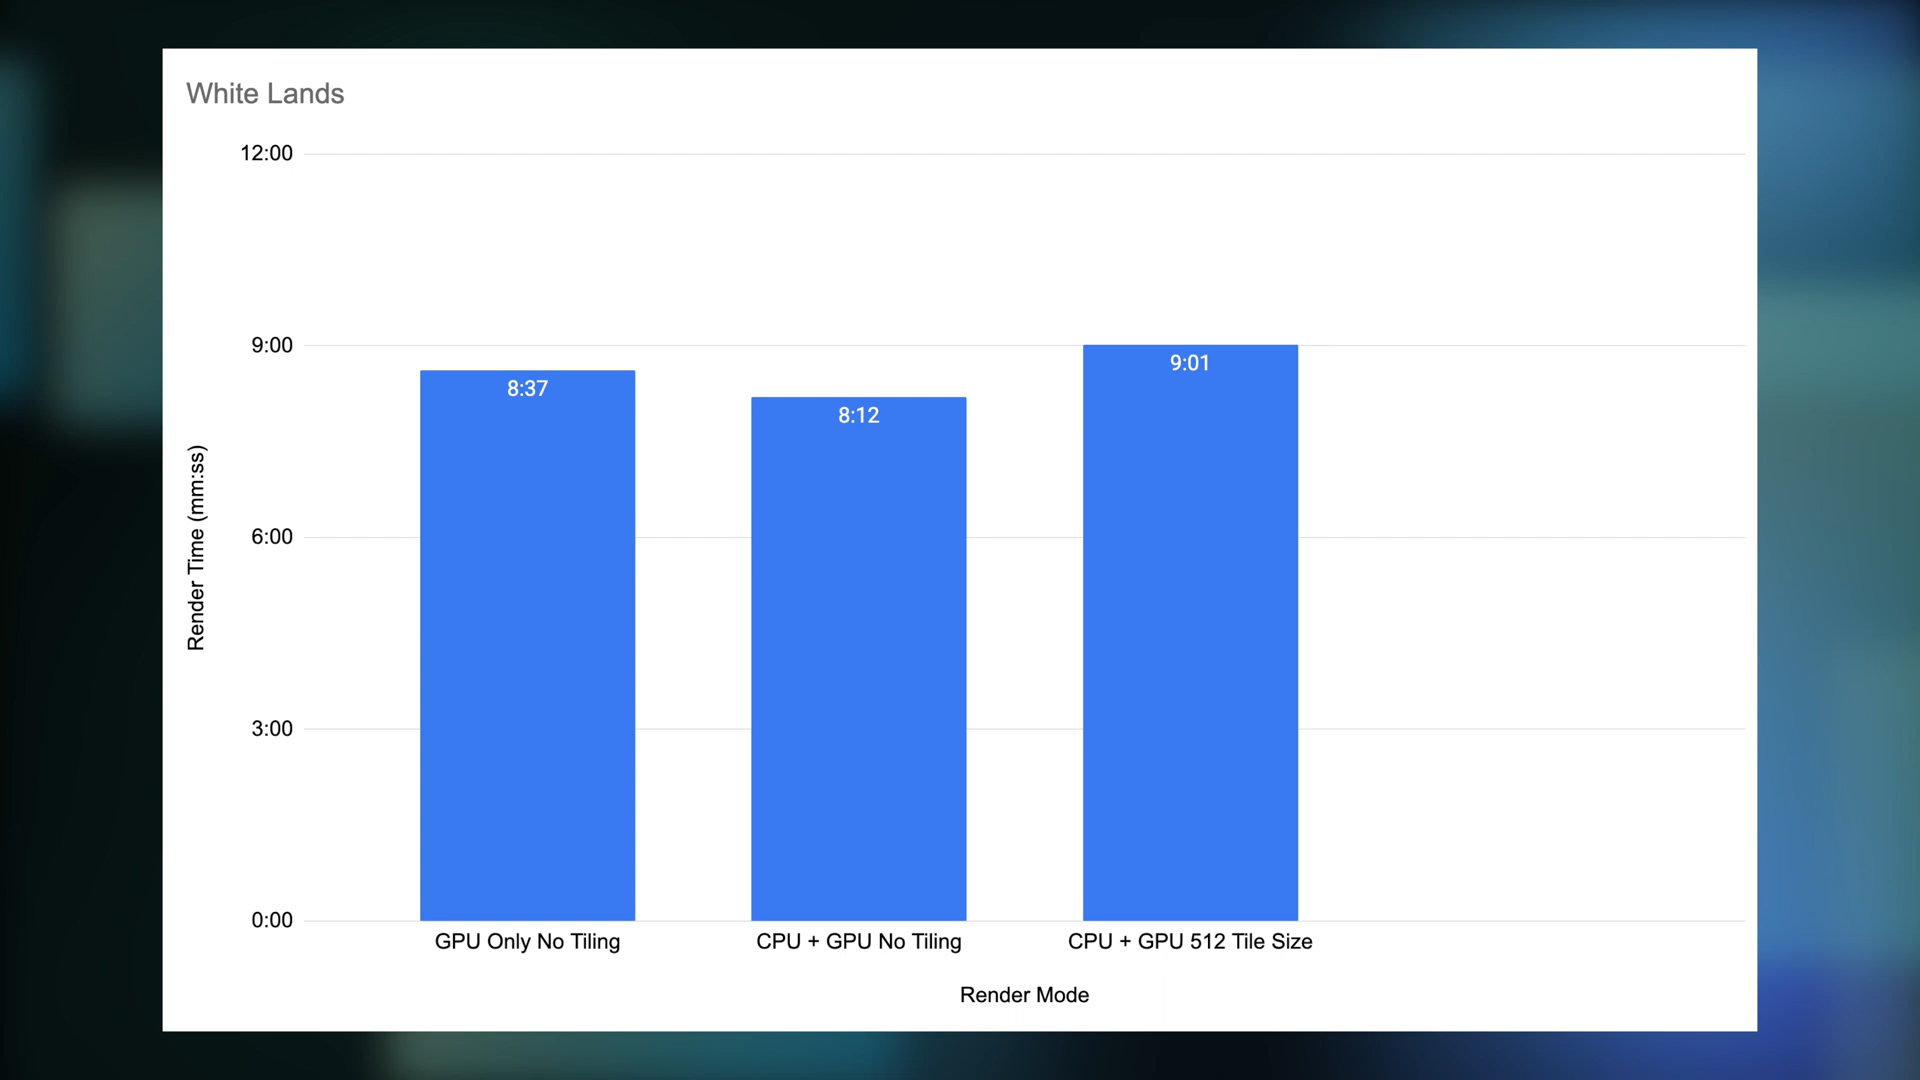 White Lands
12:00
9:00
6:00
3:00
0:00
Render Time (mm:ss)
8:37
8:12
9:01
GPU Only No Tiling
CPU + GPU No Tiling
CPU + GPU 512 Tile Size
Render Mode